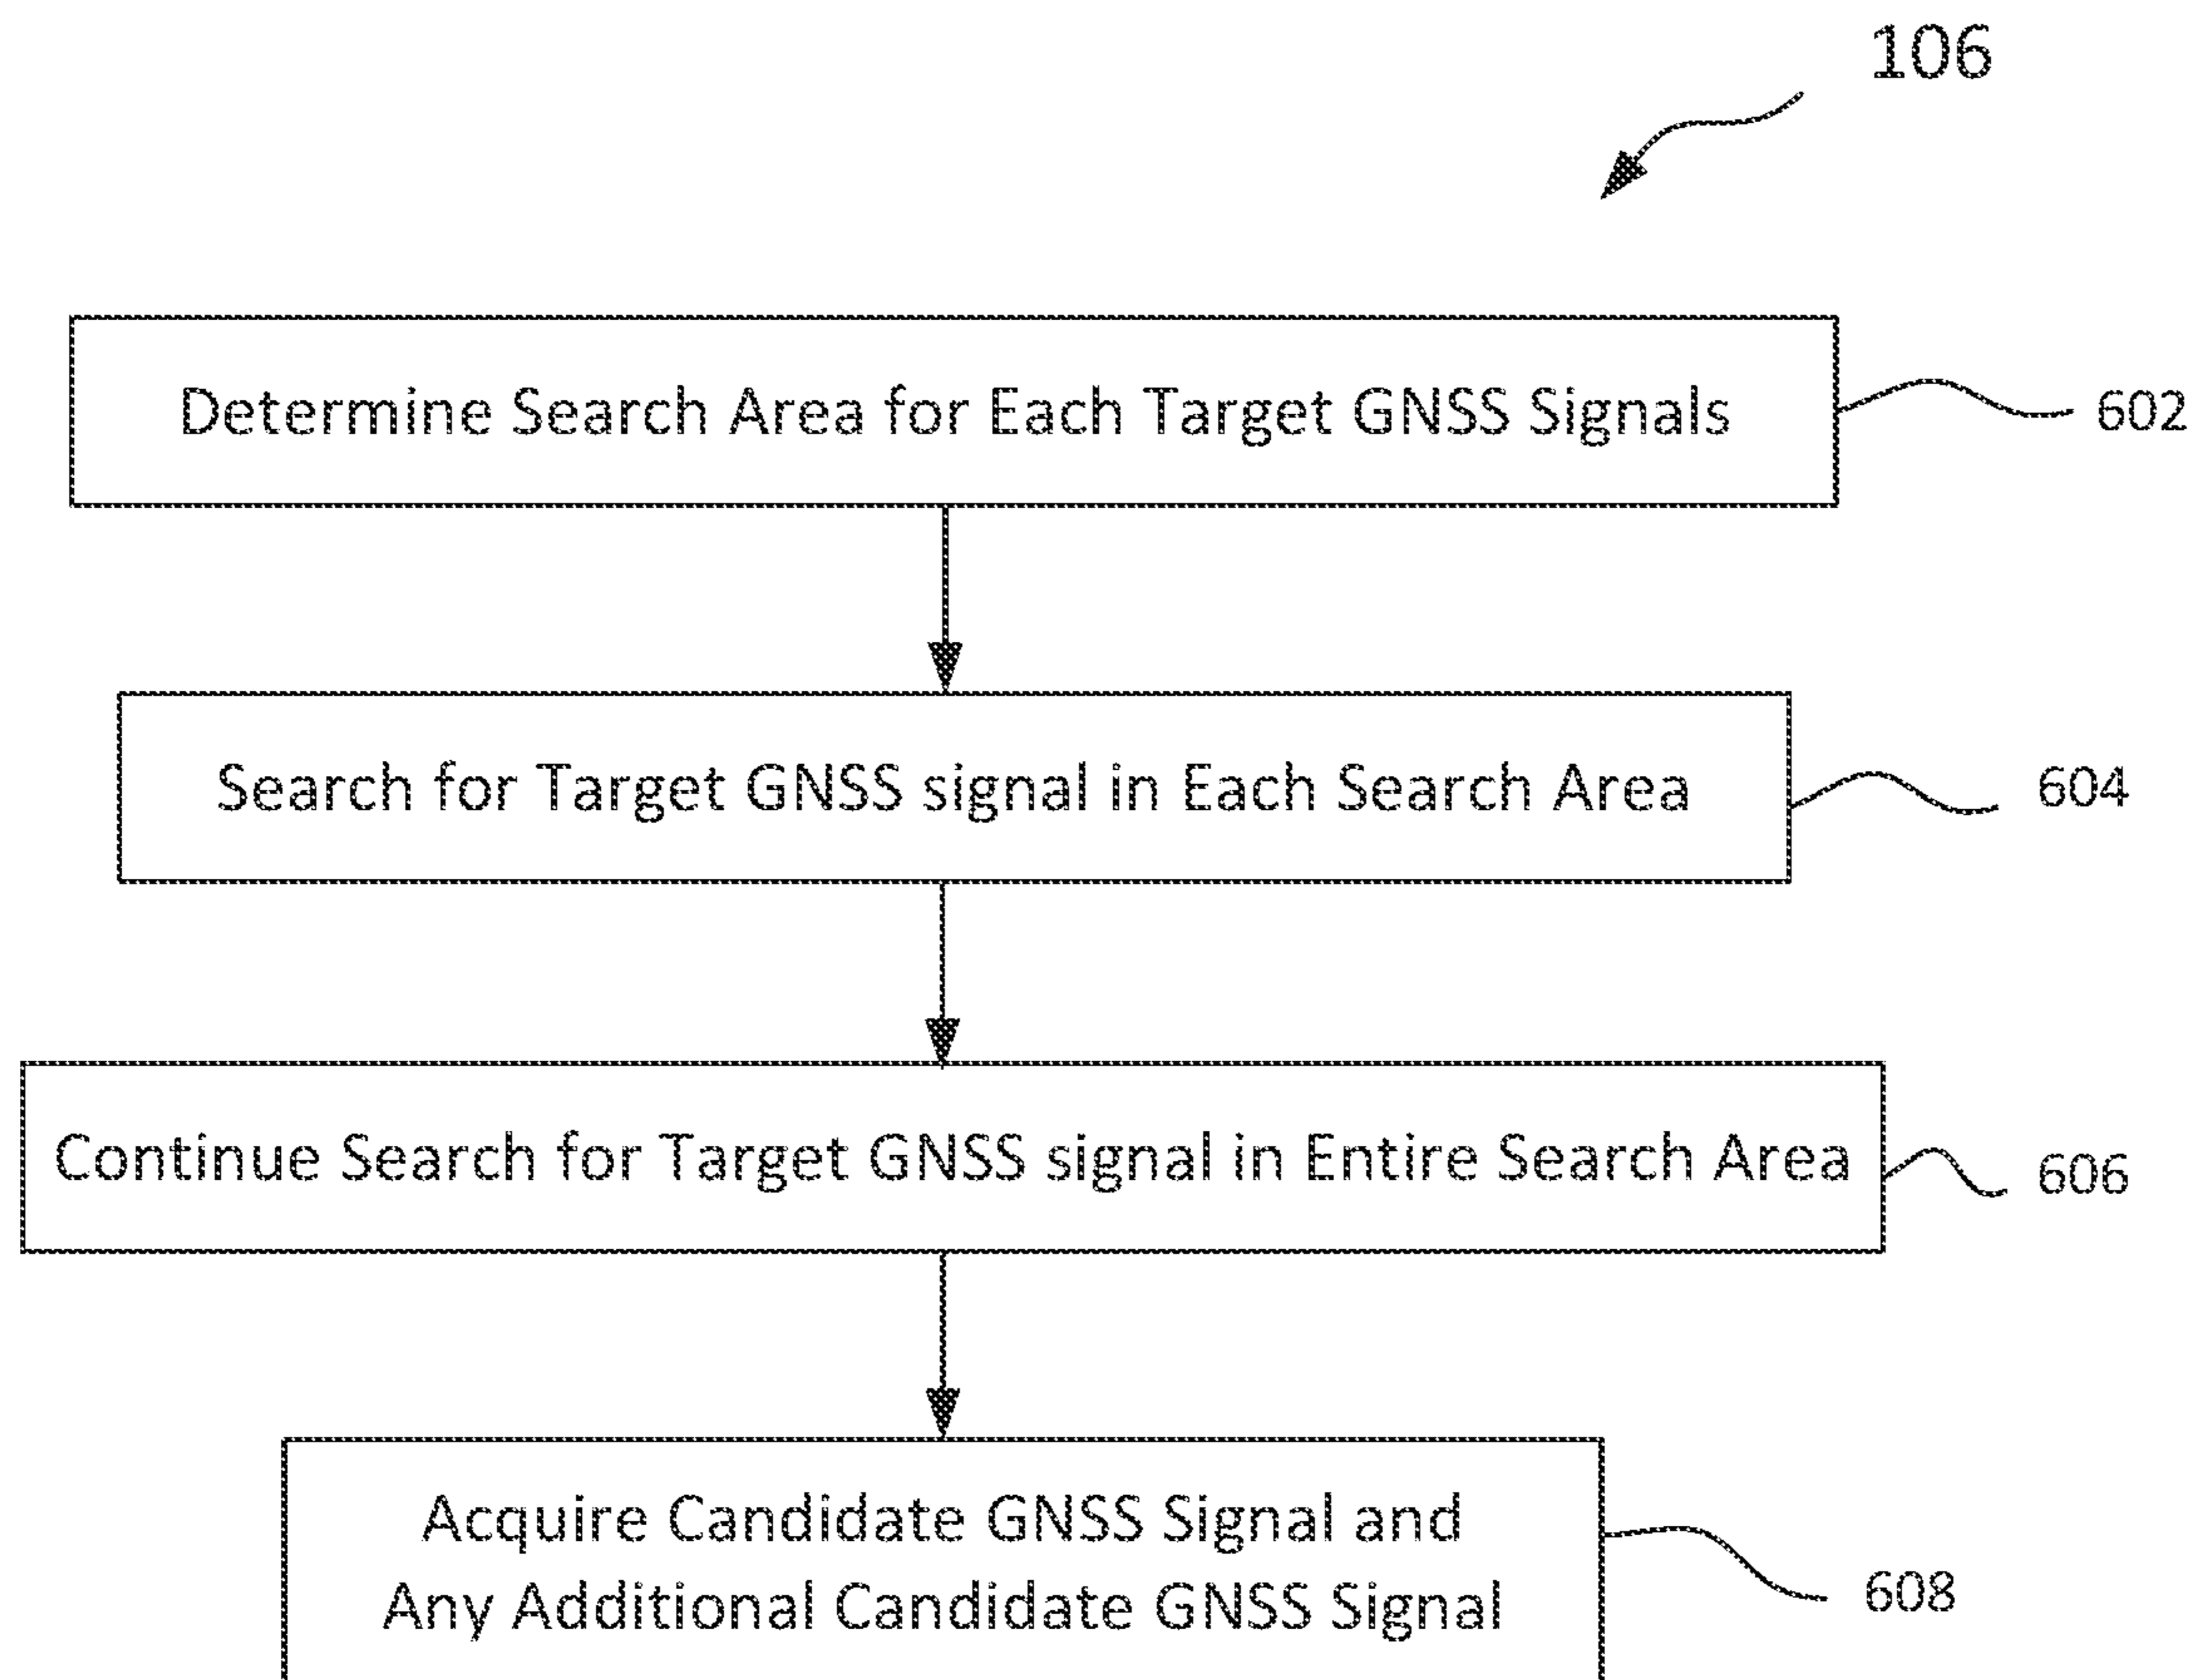 106
Determine Search Area for Each Target GNSS Signals
602
Search for Target GNSS signal in Each Search Area
604
Continue Search for Target GNSS signal in Entire Search Area
606
Acquire Candidate GNSS Signal and
Any Additional Candidate GNSS Signal
608